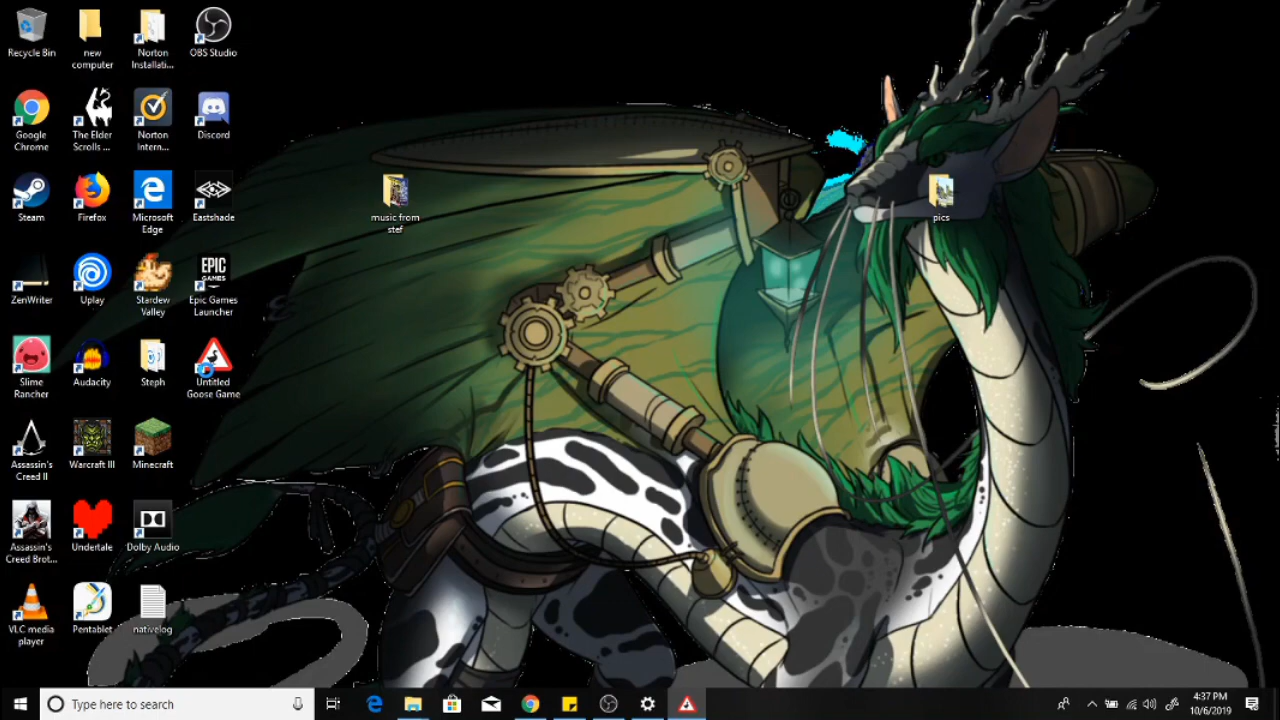 Recycle Bin
new
computer
Norton
Installati...
OBS Studio
Google
Chrome
The Elder
Scrolls ...
Norton
Intern...
Discord
Steam
Firefox
Microsoft
Edge
Eastshade
music from
stef
pics
ZenWriter
Uplay
Stardew
Valley
EPIC
GAMES
Epic Games
Launcher
Slime
Rancher
Audacity
Steph
Untitled
Goose Game
Assassin's
Creed II
Warcraft III
Minecraft
Assassin's
Creed Brot...
Undertale
Dolby Audio
VLC media
player
Pentablet
nativelog
Type here to search
4:37 PM
10/6/2019